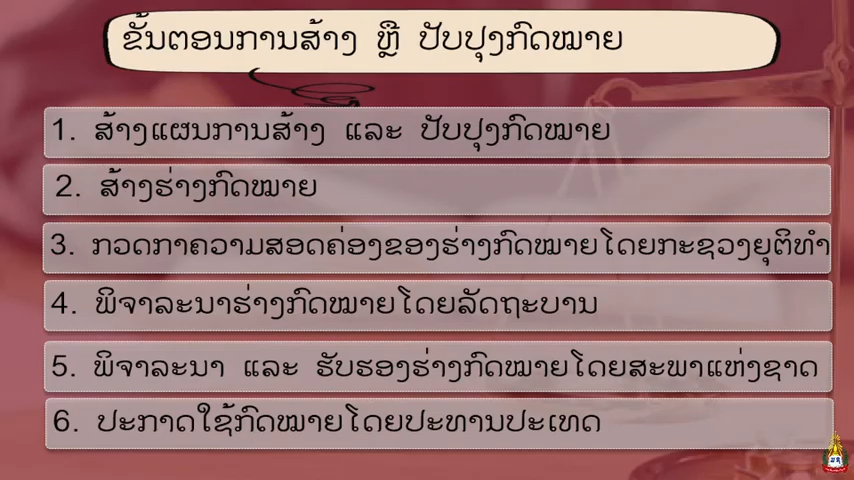 ຂັ້ນຕອນການສ້າງ ຫຼື ປັບປຸງກົດໝາຍ
1. ສ້າງແຜນການສ້າງ ແລະ ປັບປຸງກົດໝາຍ
2. ສ້າງຮ່າງກົດໝາຍ
3. ກວດກາຄວາມສອດຄ່ອງຂອງຮ່າງກົດໝາຍໂດຍກະຊວງຍຸຕິທຳ
4. ພິຈາລະນາຮ່າງກົດໝາຍໂດຍລັດຖະບານ
5. ພິຈາລະນາ ແລະ ຮັບຮອງຮ່າງກົດໝາຍໂດຍສະພາແຫ່ງຊາດ
6. ປະກາດໃຊ້ກົດໝາຍໂດຍປະທານປະເທດ